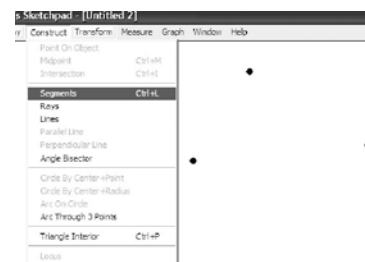 s Sketchpad - [Untitled 2]
ay Construct Transform Measure Graph Window Help
Point On Object
Midpoint Ctrl+M
Intersection Ctrl+I
Segments Ctrl+L
Rays
Lines
Parallel Line
Perpendicular Line
Angle Bisector
Circle By Center+Point
Circle By Center+Radius
Arc On Circle
Arc Through 3 Points
Triangle Interior Ctrl+P
Locus